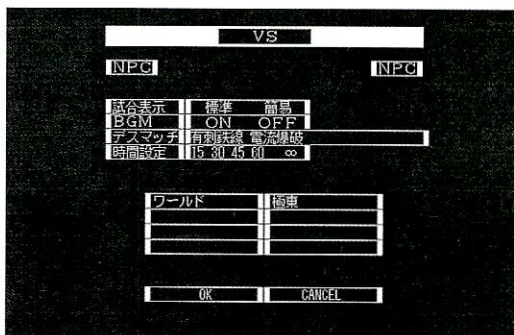 VS
NPC NPC
試合表示 標準 簡易
BGM ON OFF
デスマッチ 有刺鉄線 電流爆破
時間設定 15 30 45 60 ∞
ワールド 極東
OK CANCEL